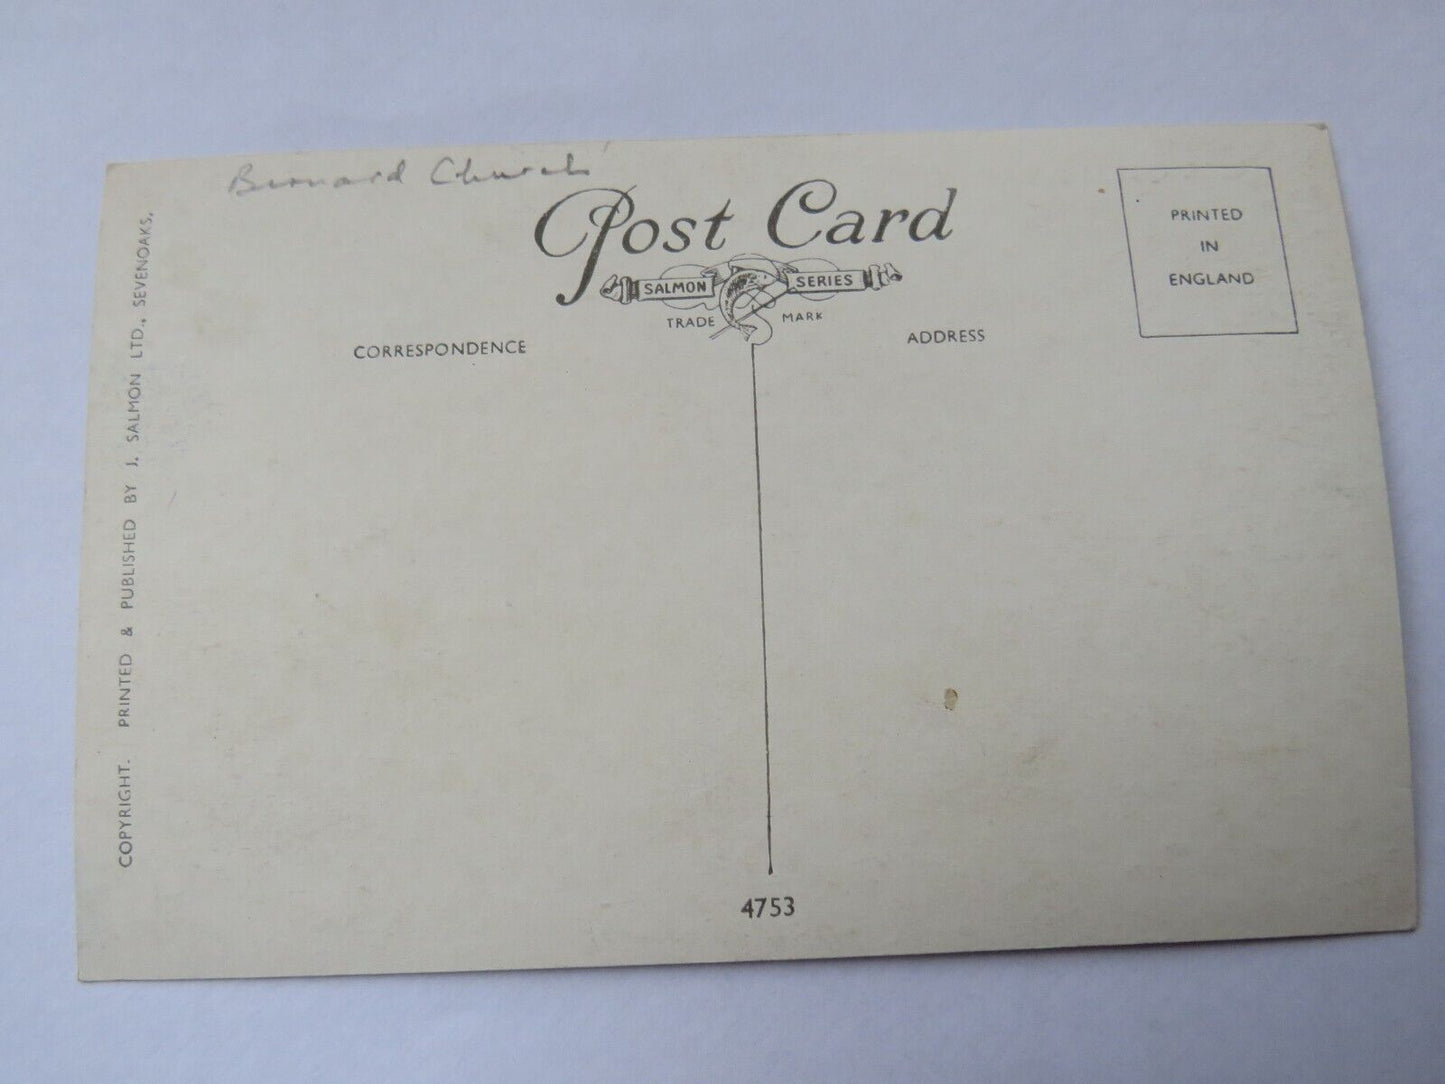 Bernard Church
Post Card
SALMON SERIES
TRADE MARK
CORRESPONDENCE
ADDRESS
PRINTED
IN
ENGLAND
COPYRIGHT. PRINTED & PUBLISHED BY J. SALMON LTD., SEVENOAKS.
4753